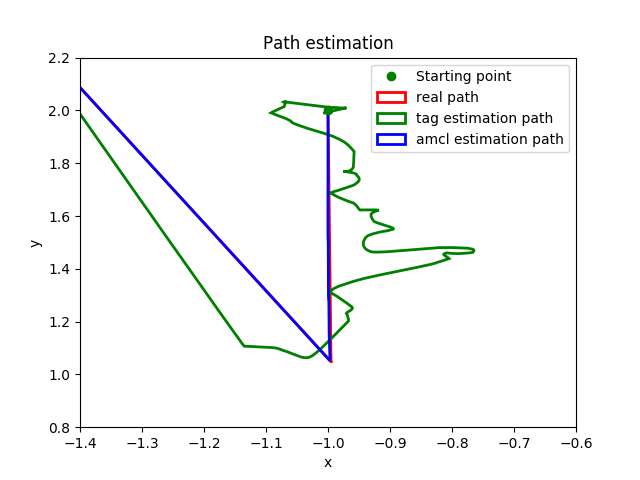 Path estimation
Starting point
real path
tag estimation path
amcl estimation path
y
2.2
2.0
1.8
1.6
1.4
1.2
1.0
0.8
−1.4 −1.3 −1.2 −1.1 −1.0 −0.9 −0.8 −0.7 −0.6
x